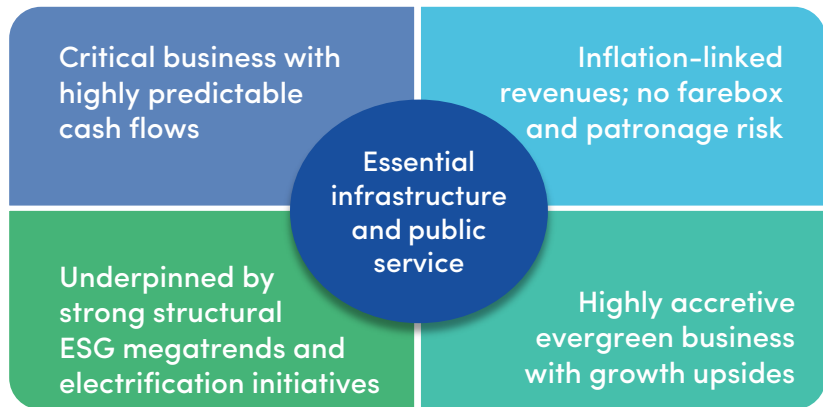 Critical business with
highly predictable
cash flows
Inflation-linked
revenues; no farebox
and patronage risk
Essential
infrastructure
and public
service
Underpinned by
strong structural
ESG megatrends and
electrification initiatives
Highly accretive
evergreen business
with growth upsides